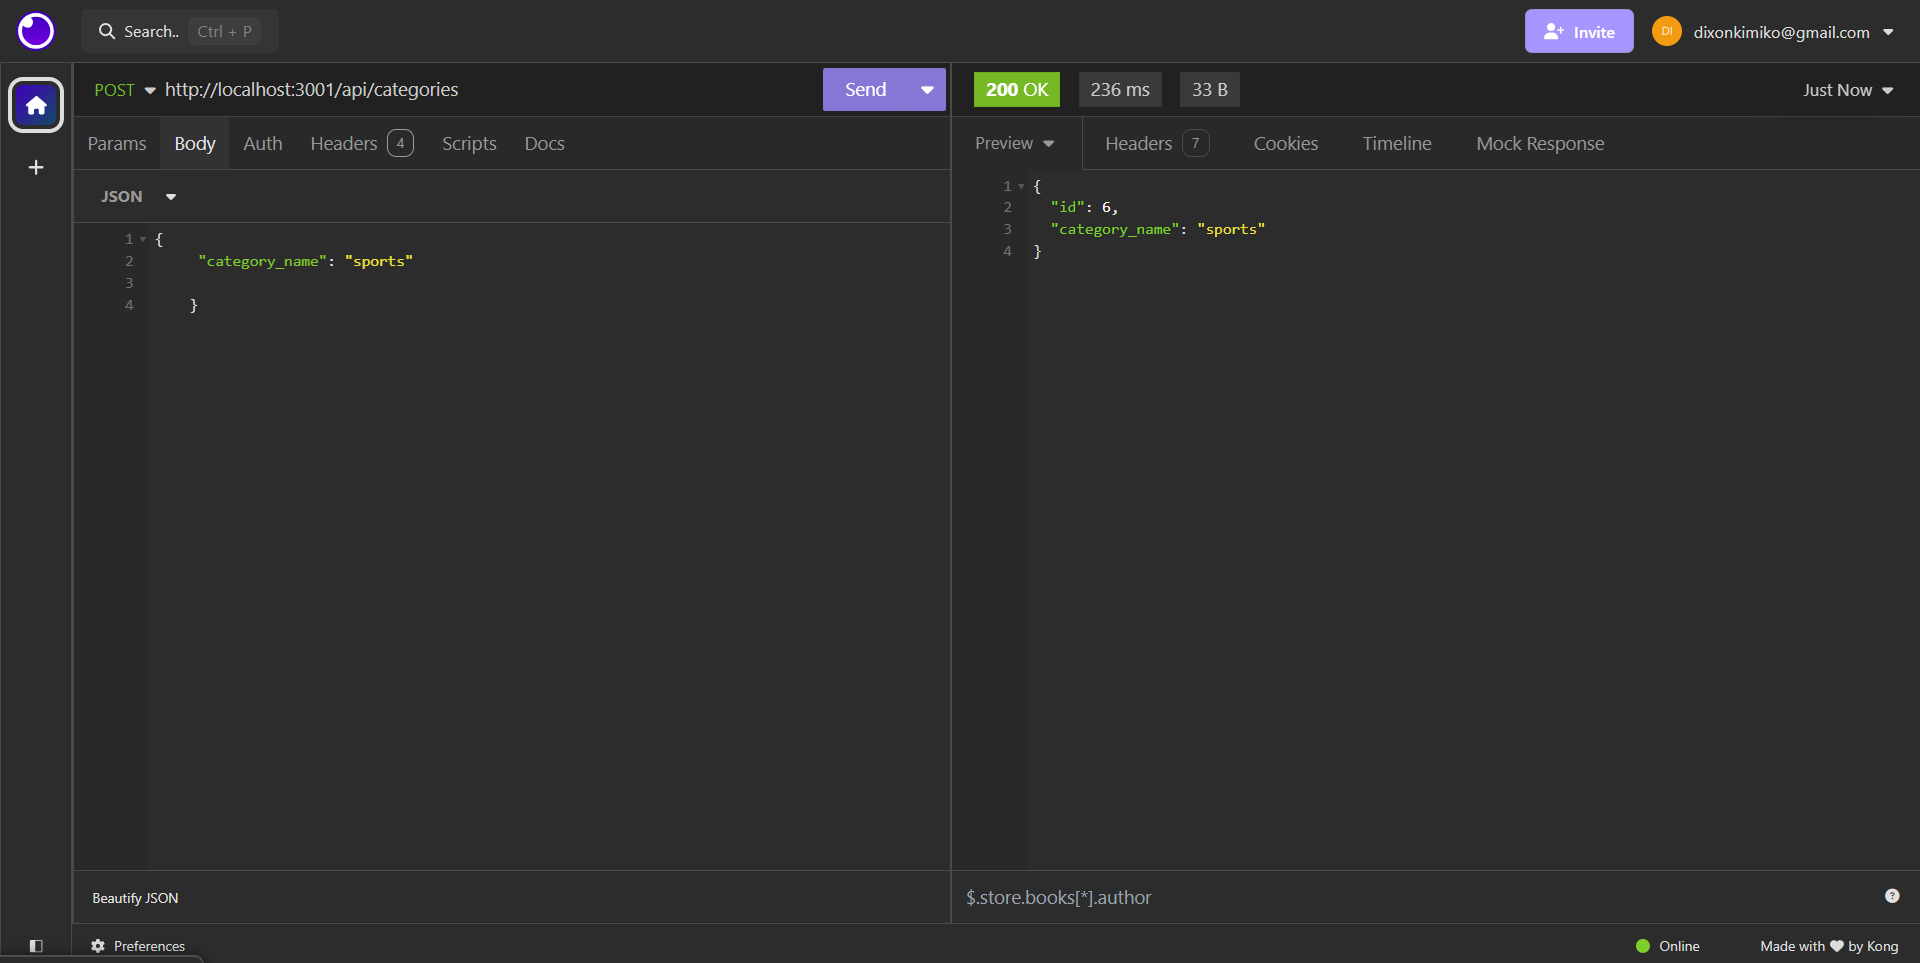 Search.. Ctrl + P
Invite DI dixonkimiko@gmail.com
POST http://localhost:3001/api/categories Send
200 OK 236 ms 33 B Just Now
Params Body Auth Headers 4 Scripts Docs
Preview Headers 7 Cookies Timeline Mock Response
JSON
1 {
2 "category_name": "sports"
3
4 }
1 {
2 "id": 6,
3 "category_name": "sports"
4 }
Beautify JSON
$.store.books[*].author ?
Preferences
Online Made with ♥ by Kong